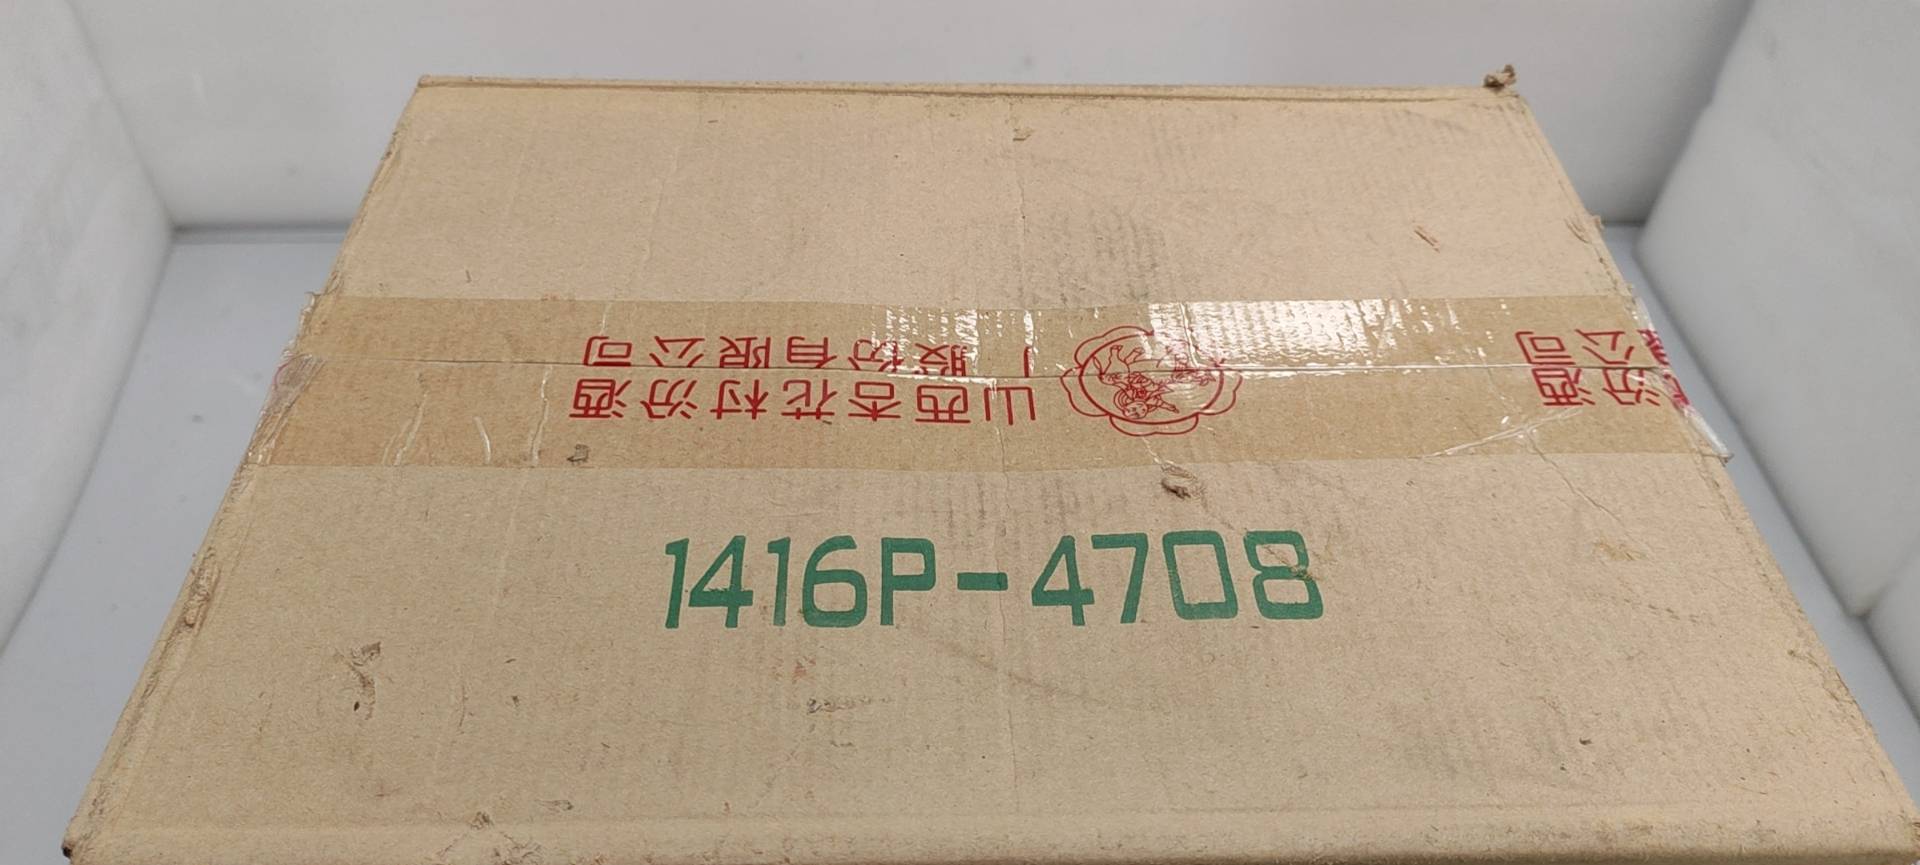 山西杏花村汾酒
厂股份有限公司
汾酒
公司
1416P-4708